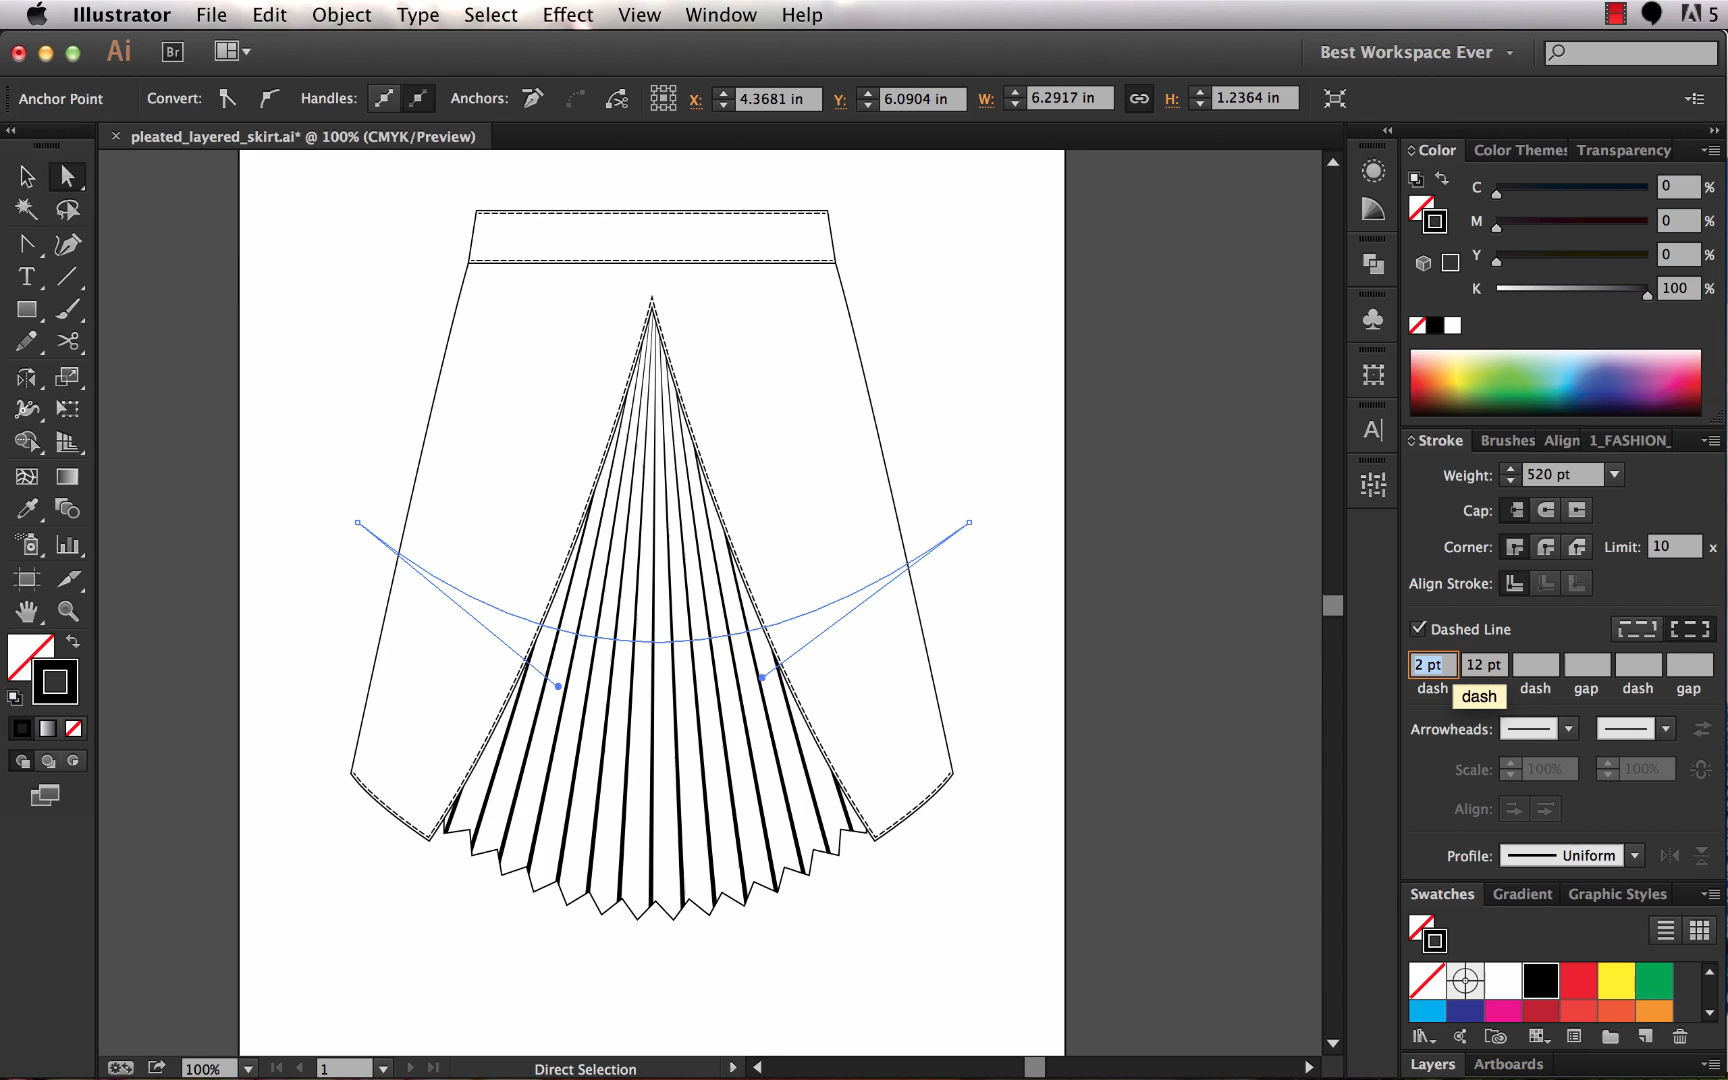 Illustrator File Edit Object Type Select Effect View Window Help 5
Ai Br Best Workspace Ever
Anchor Point Convert: Handles: Anchors: X: 4.3681 in Y: 6.0904 in W: 6.2917 in H: 1.2364 in
× pleated_layered_skirt.ai* @ 100% (CMYK/Preview)
Color Color Themes Transparency
C 0 %
M 0 %
Y 0 %
K 100 %
Stroke Brushes Align 1_FASHION_
Weight: 520 pt
Cap:
Corner: Limit: 10 x
Align Stroke:
Dashed Line
2 pt 12 pt
dash dash gap dash gap
dash
Arrowheads:
Scale: 100% 100%
Align:
Profile: Uniform
Swatches Gradient Graphic Styles
Layers Artboards
100% 1 Direct Selection